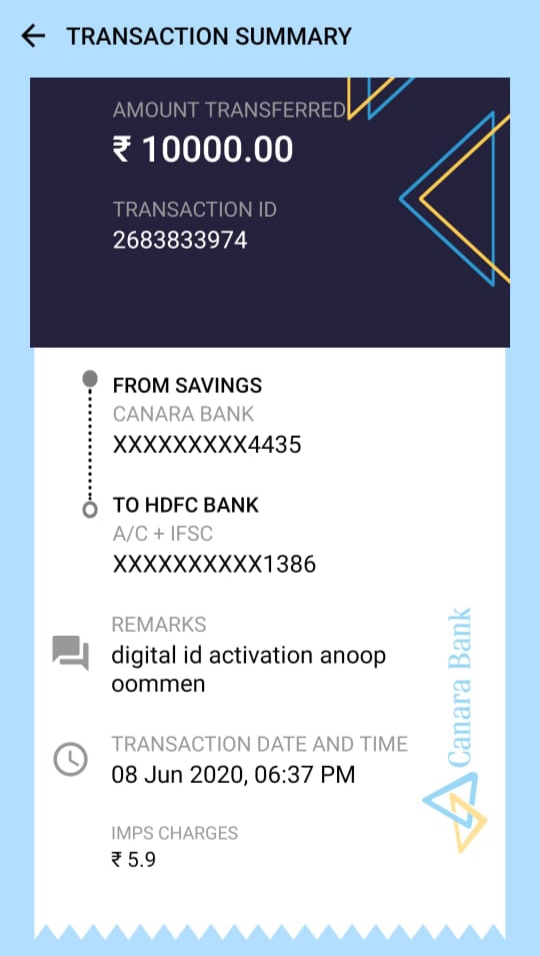 TRANSACTION SUMMARY
AMOUNT TRANSFERRED
₹ 10000.00
TRANSACTION ID
2683833974
FROM SAVINGS
CANARA BANK
XXXXXXXXX4435
TO HDFC BANK
A/C + IFSC
XXXXXXXXXX1386
REMARKS
digital id activation anoop
oommen
TRANSACTION DATE AND TIME
08 Jun 2020, 06:37 PM
IMPS CHARGES
₹ 5.9
Canara Bank